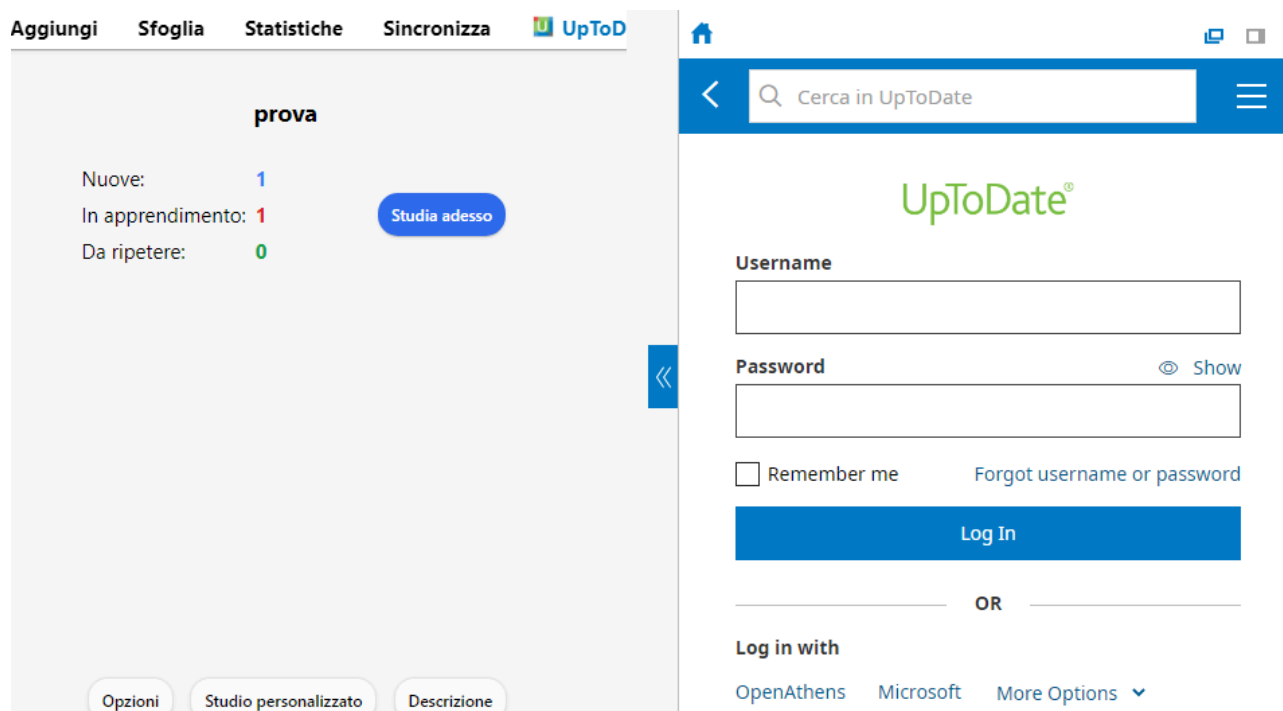 Aggiungi Sfoglia Statistiche Sincronizza UpToD
prova
Nuove: 1
In apprendimento: 1
Da ripetere: 0
Studia adesso
Opzioni Studio personalizzato Descrizione
Cerca in UpToDate
UpToDate®
Username
Password Show
Remember me Forgot username or password
Log In
OR
Log in with
OpenAthens Microsoft More Options